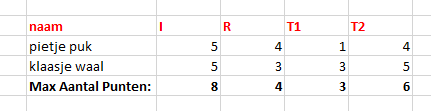 naam I R T1 T2
pietje puk 5 4 1 4
klaasje waal 5 3 3 5
Max Aantal Punten: 8 4 3 6